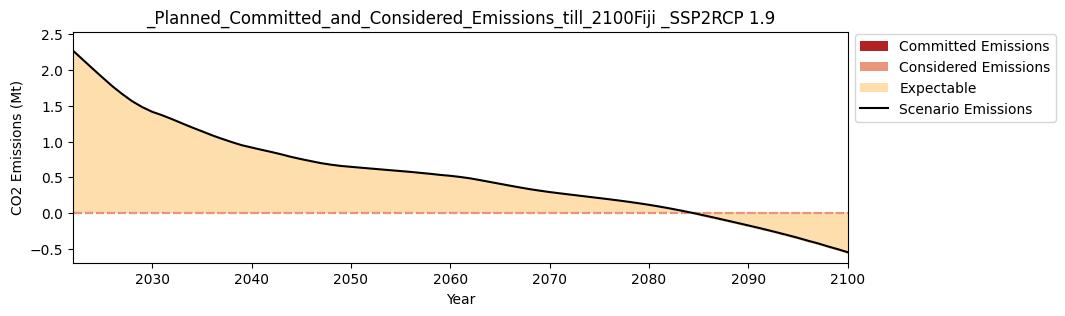 _Planned_Committed_and_Considered_Emissions_till_2100Fiji _SSP2RCP 1.9
2.5
2.0
1.5
1.0
0.5
0.0
−0.5
CO2 Emissions (Mt)
2030 2040 2050 2060 2070 2080 2090 2100
Year
Committed Emissions
Considered Emissions
Expectable
Scenario Emissions